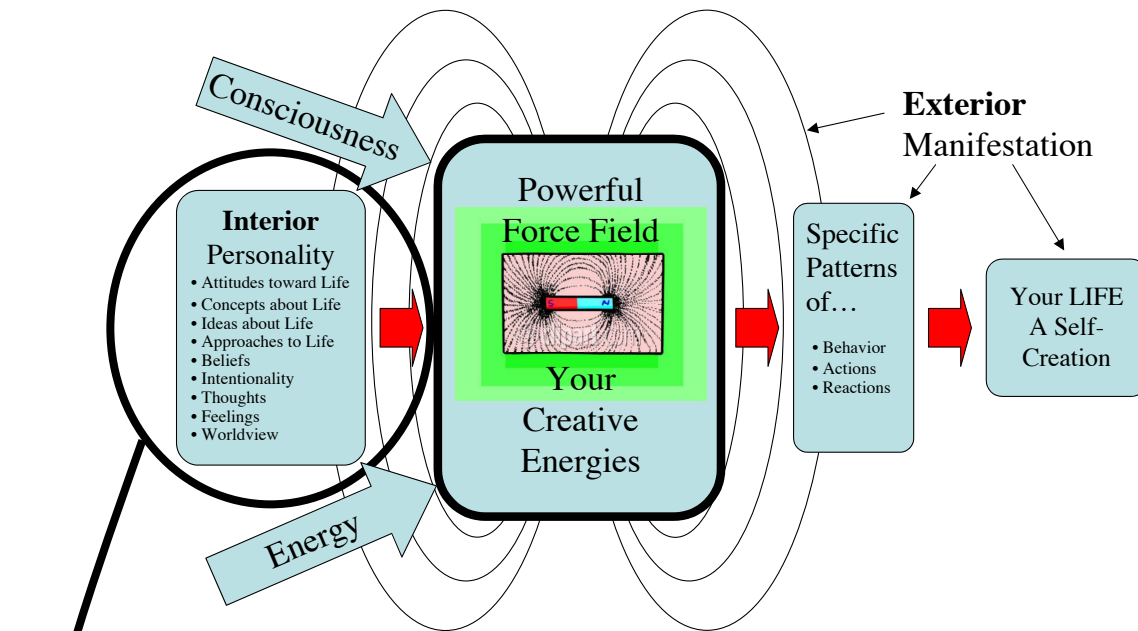 Consciousness
Interior
Personality
• Attitudes toward Life
• Concepts about Life
• Ideas about Life
• Approaches to Life
• Beliefs
• Intentionality
• Thoughts
• Feelings
• Worldview
Energy
Powerful
Force Field
S N
Your
Creative
Energies
Exterior
Manifestation
Specific
Patterns
of…
• Behavior
• Actions
• Reactions
Your LIFE
A Self-
Creation